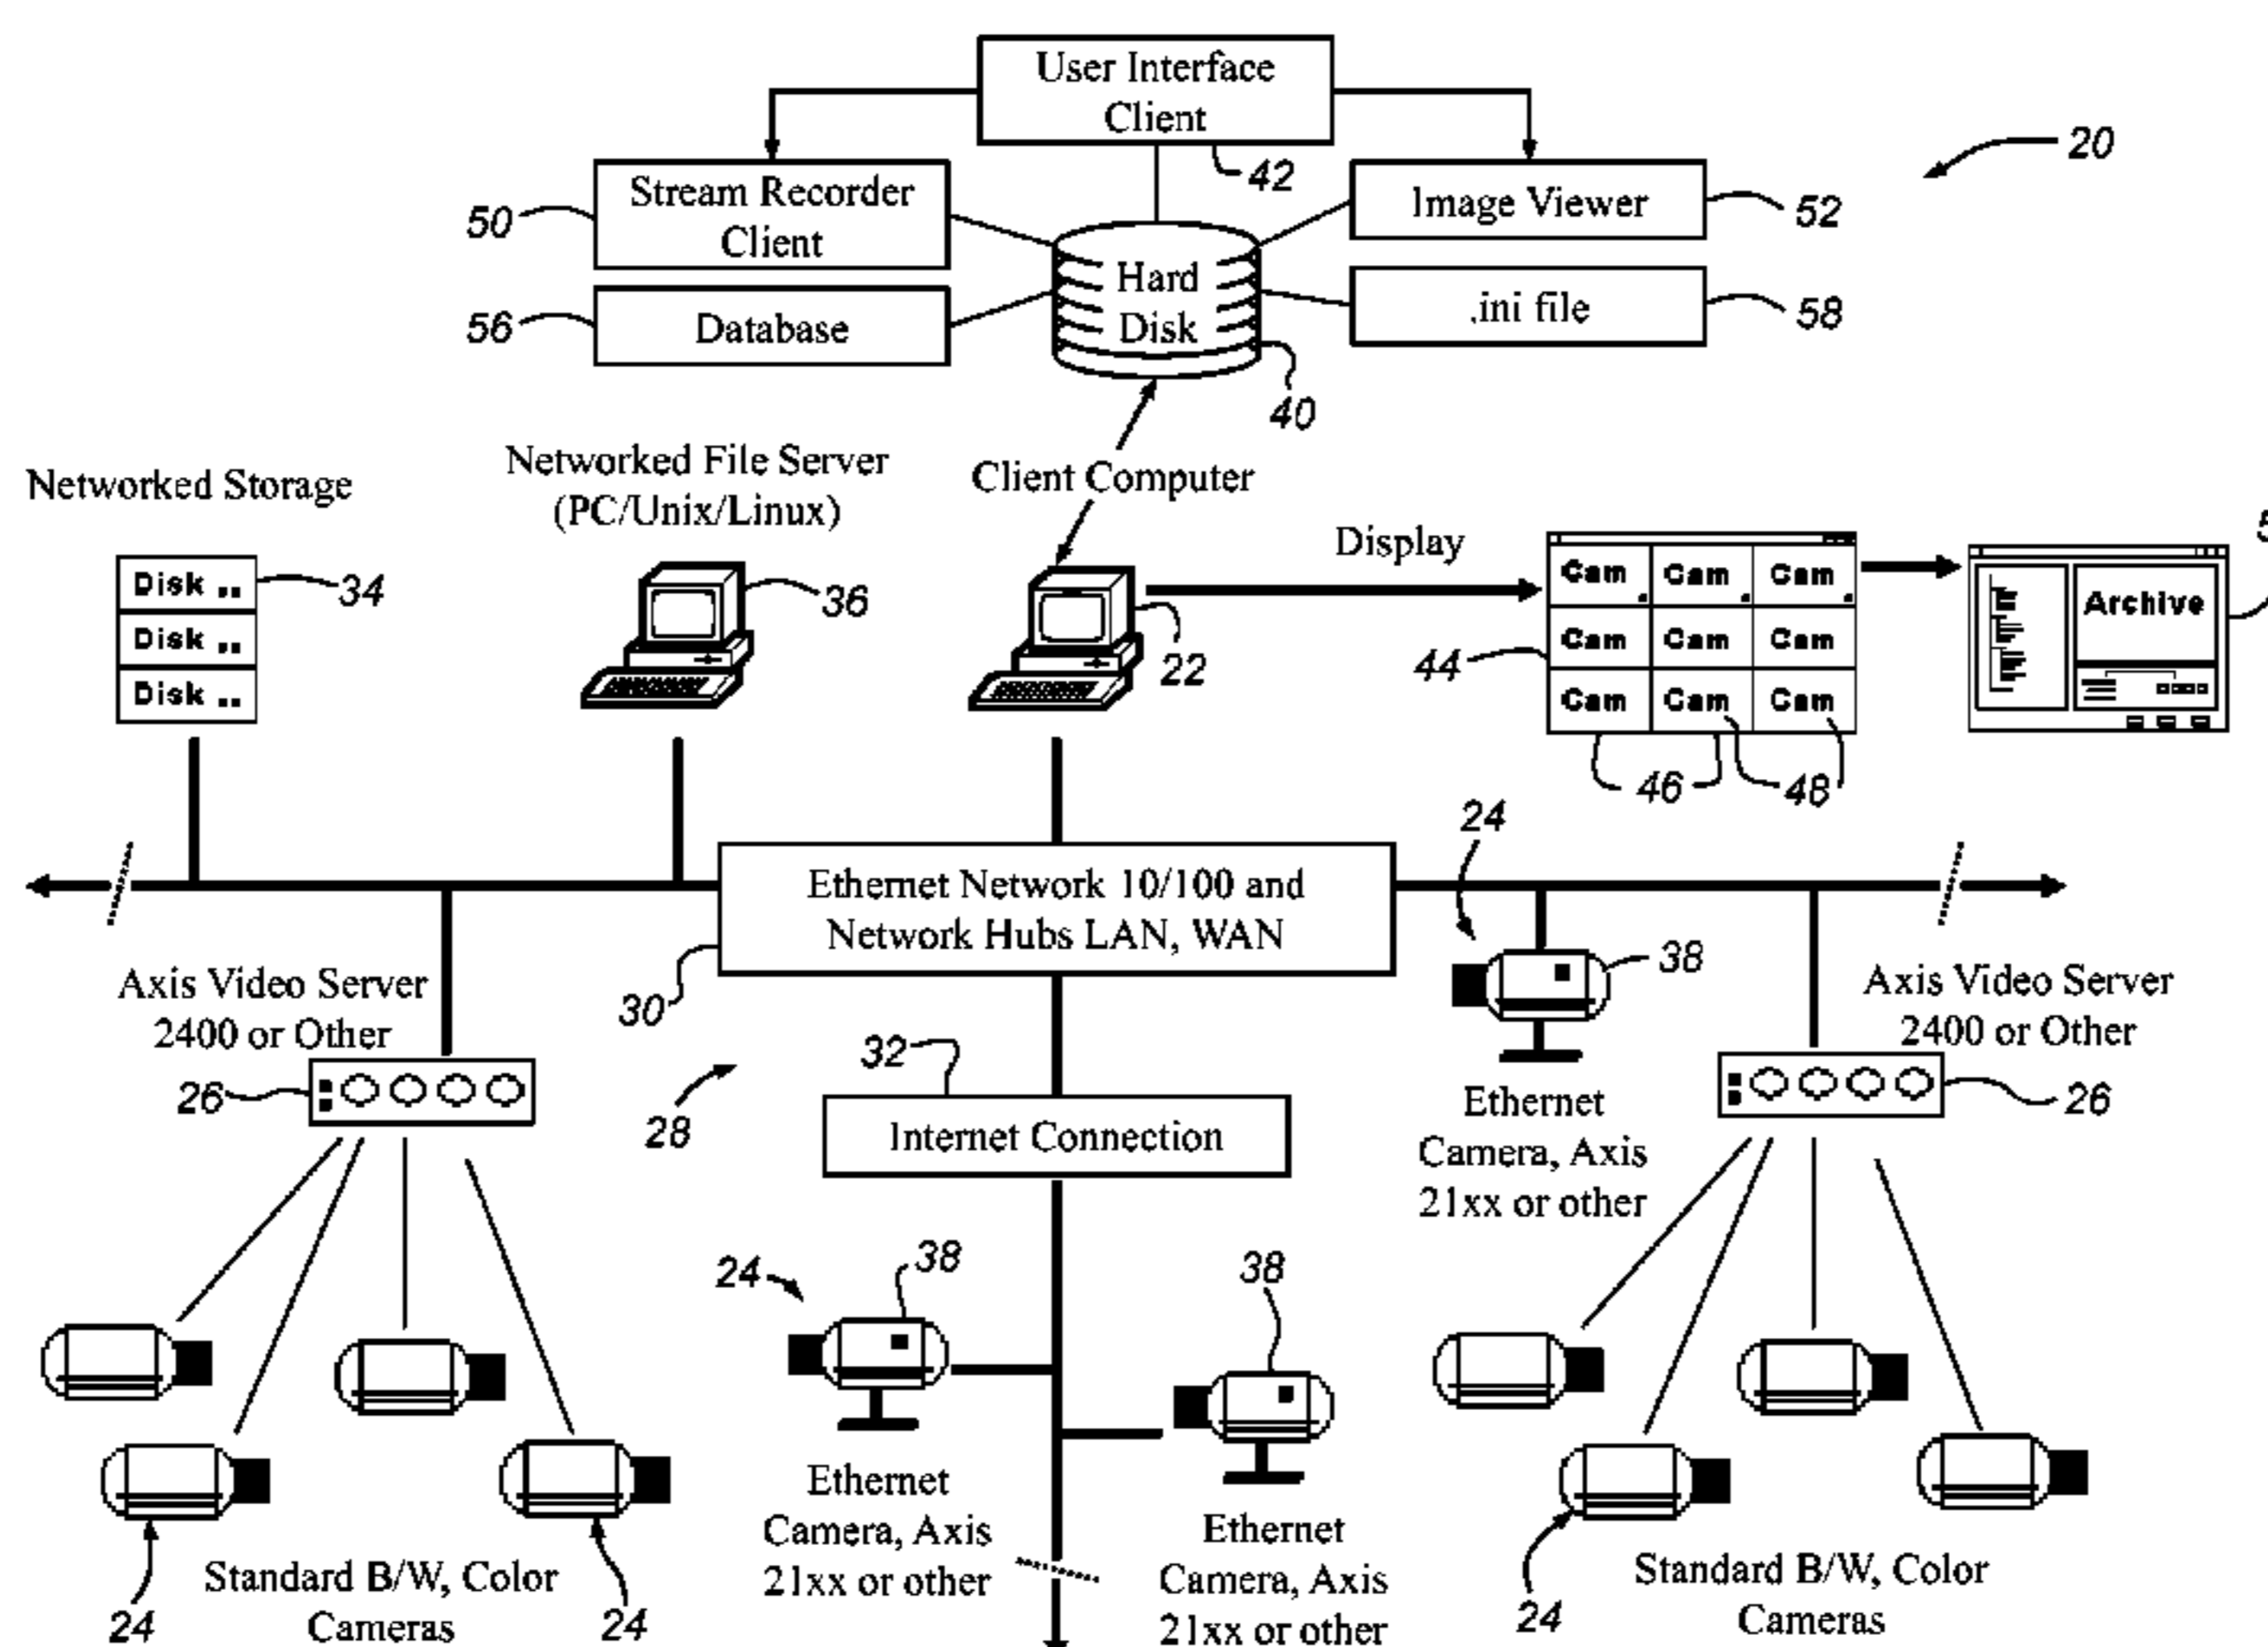 User Interface
Client
20
42
Stream Recorder
Client
50
Image Viewer
52
Hard
Disk
Database
56
.ini file
58
40
Networked Storage
Networked File Server
(PC/Unix/Linux)
Client Computer
Display
Disk ..
Disk ..
Disk ..
34
36
22
Cam Cam Cam
Cam Cam Cam
Cam Cam Cam
44
46
48
Archive
24
Ethernet Network 10/100 and
Network Hubs LAN, WAN
30
38
Axis Video Server
2400 or Other
26
28
32
Internet Connection
Ethernet
Camera, Axis
21xx or other
Axis Video Server
2400 or Other
26
24
38
38
Ethernet
Camera, Axis
21xx or other
Ethernet
Camera, Axis
21xx or other
Standard B/W, Color
Cameras
24
24
Standard B/W, Color
Cameras
24